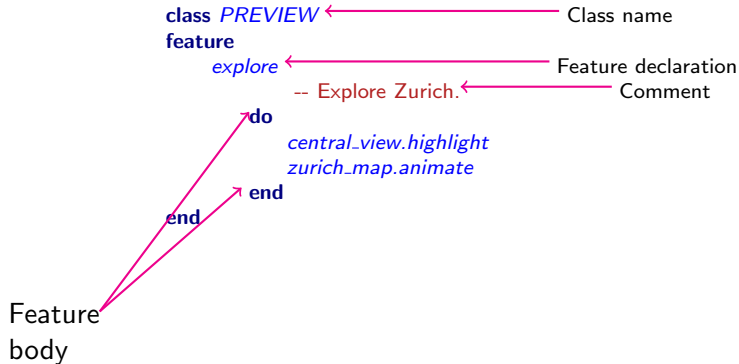 class PREVIEW Class name
feature
explore Feature declaration
-- Explore Zurich. Comment
do
central_view.highlight
zurich_map.animate
end
end
Feature
body